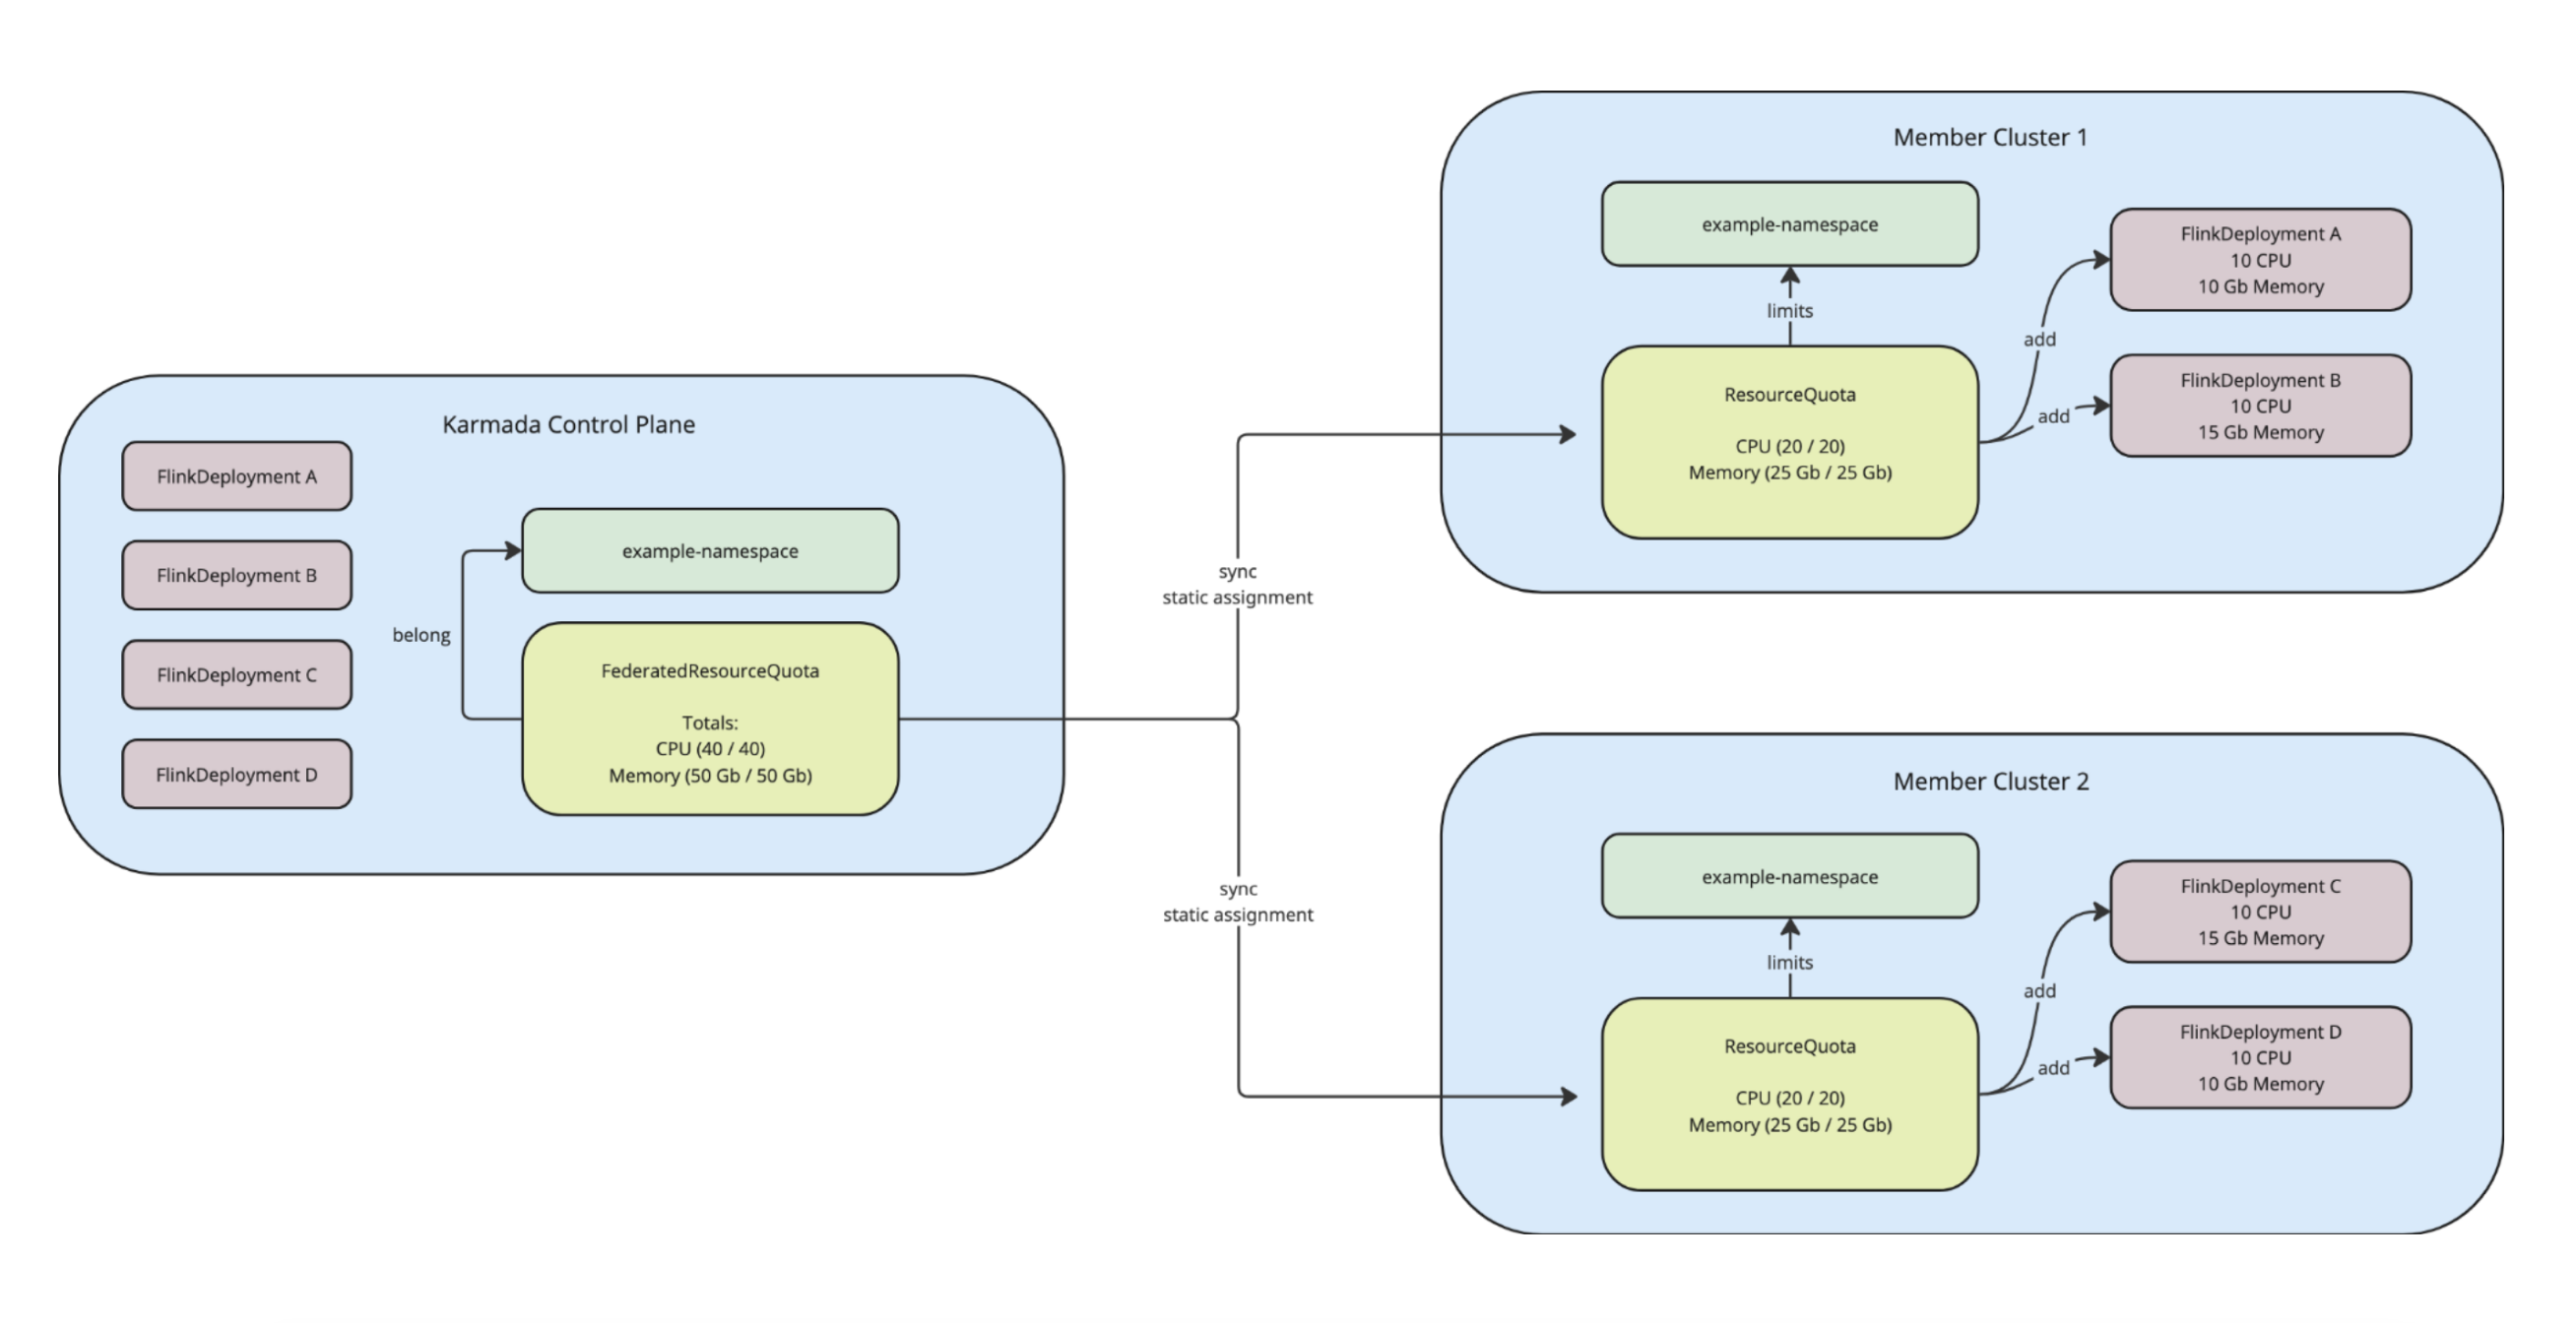 Karmada Control Plane
FlinkDeployment A
FlinkDeployment B
FlinkDeployment C
FlinkDeployment D
belong
example-namespace
FederatedResourceQuota
Totals:
CPU (40 / 40)
Memory (50 Gb / 50 Gb)
sync
static assignment
sync
static assignment
Member Cluster 1
example-namespace
limits
ResourceQuota
CPU (20 / 20)
Memory (25 Gb / 25 Gb)
add
add
FlinkDeployment A
10 CPU
10 Gb Memory
FlinkDeployment B
10 CPU
15 Gb Memory
Member Cluster 2
example-namespace
limits
ResourceQuota
CPU (20 / 20)
Memory (25 Gb / 25 Gb)
add
add
FlinkDeployment C
10 CPU
15 Gb Memory
FlinkDeployment D
10 CPU
10 Gb Memory